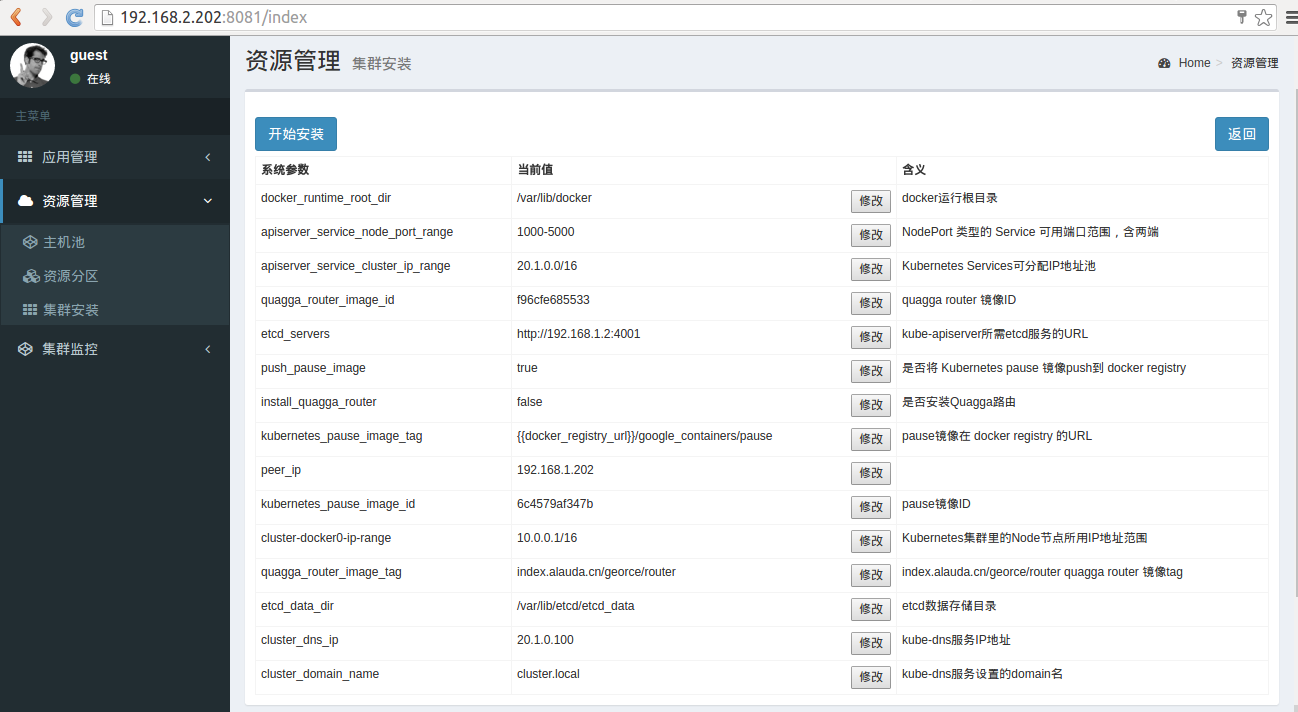 192.168.2.202:8081/index
guest
在线
主菜单
应用管理
资源管理
主机池
资源分区
集群安装
集群监控
资源管理 集群安装
Home > 资源管理
开始安装 返回
系统参数 当前值 含义
docker_runtime_root_dir /var/lib/docker 修改 docker运行根目录
apiserver_service_node_port_range 1000-5000 修改 NodePort 类型的 Service 可用端口范围，含两端
apiserver_service_cluster_ip_range 20.1.0.0/16 修改 Kubernetes Services可分配IP地址池
quagga_router_image_id f96cfe685533 修改 quagga router 镜像ID
etcd_servers http://192.168.1.2:4001 修改 kube-apiserver所需etcd服务的URL
push_pause_image true 修改 是否将 Kubernetes pause 镜像push到 docker registry
install_quagga_router false 修改 是否安装Quagga路由
kubernetes_pause_image_tag {{docker_registry_url}}/google_containers/pause 修改 pause镜像在 docker registry 的URL
peer_ip 192.168.1.202 修改
kubernetes_pause_image_id 6c4579af347b 修改 pause镜像ID
cluster-docker0-ip-range 10.0.0.1/16 修改 Kubernetes集群里的Node节点所用IP地址范围
quagga_router_image_tag index.alauda.cn/georce/router 修改 index.alauda.cn/georce/router quagga router 镜像tag
etcd_data_dir /var/lib/etcd/etcd_data 修改 etcd数据存储目录
cluster_dns_ip 20.1.0.100 修改 kube-dns服务IP地址
cluster_domain_name cluster.local 修改 kube-dns服务设置的domain名